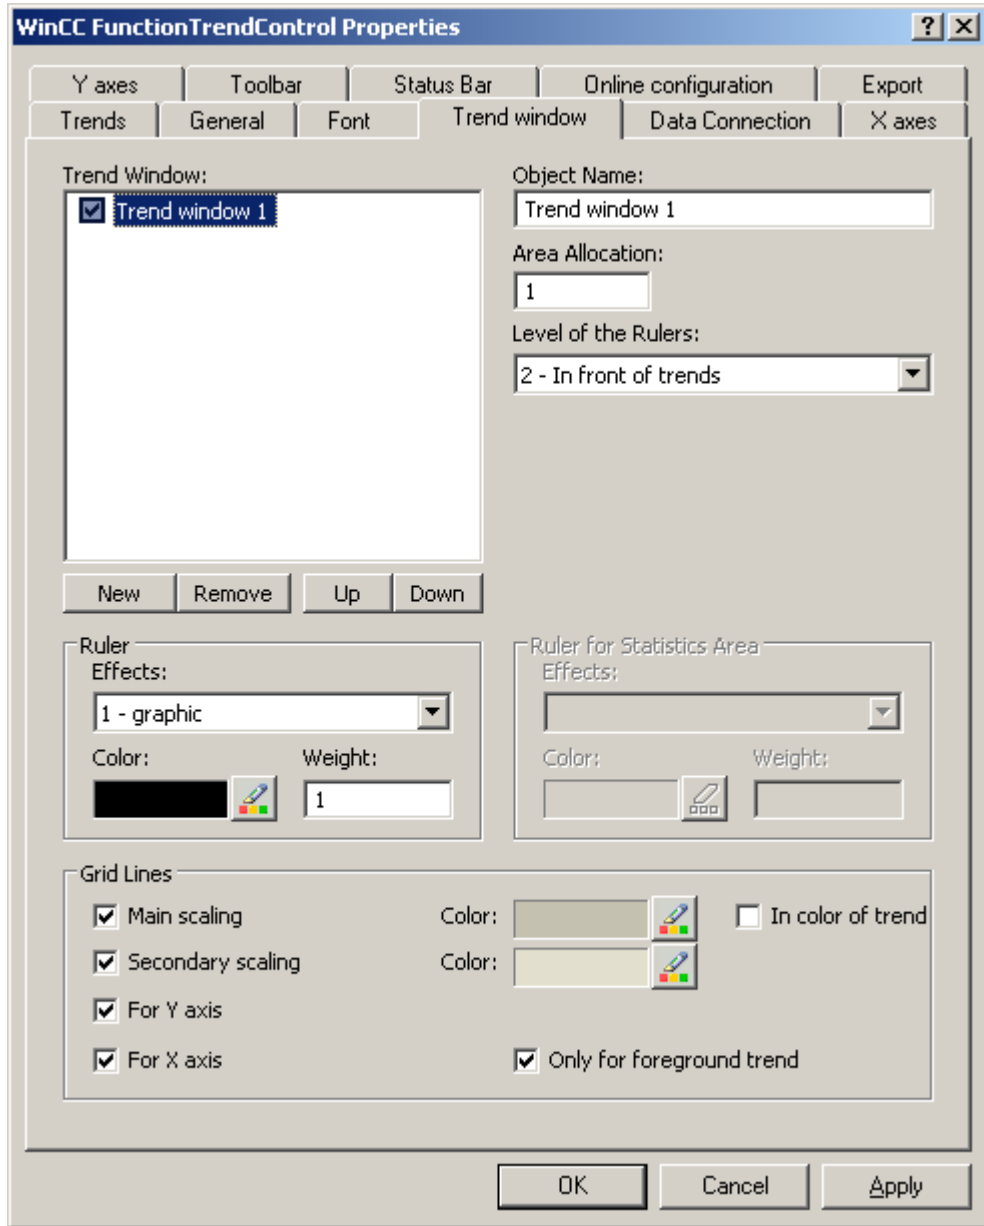 WinCC FunctionTrendControl Properties
Y axes Toolbar Status Bar Online configuration Export
Trends General Font Trend window Data Connection X axes
Trend Window:
Trend window 1
Object Name:
Trend window 1
Area Allocation:
1
Level of the Rulers:
2 - In front of trends
New Remove Up Down
Ruler
Effects:
1 - graphic
Color: Weight:
1
Ruler for Statistics Area
Effects:
Color: Weight:
Grid Lines
Main scaling Color: In color of trend
Secondary scaling Color:
For Y axis
For X axis Only for foreground trend
OK Cancel Apply